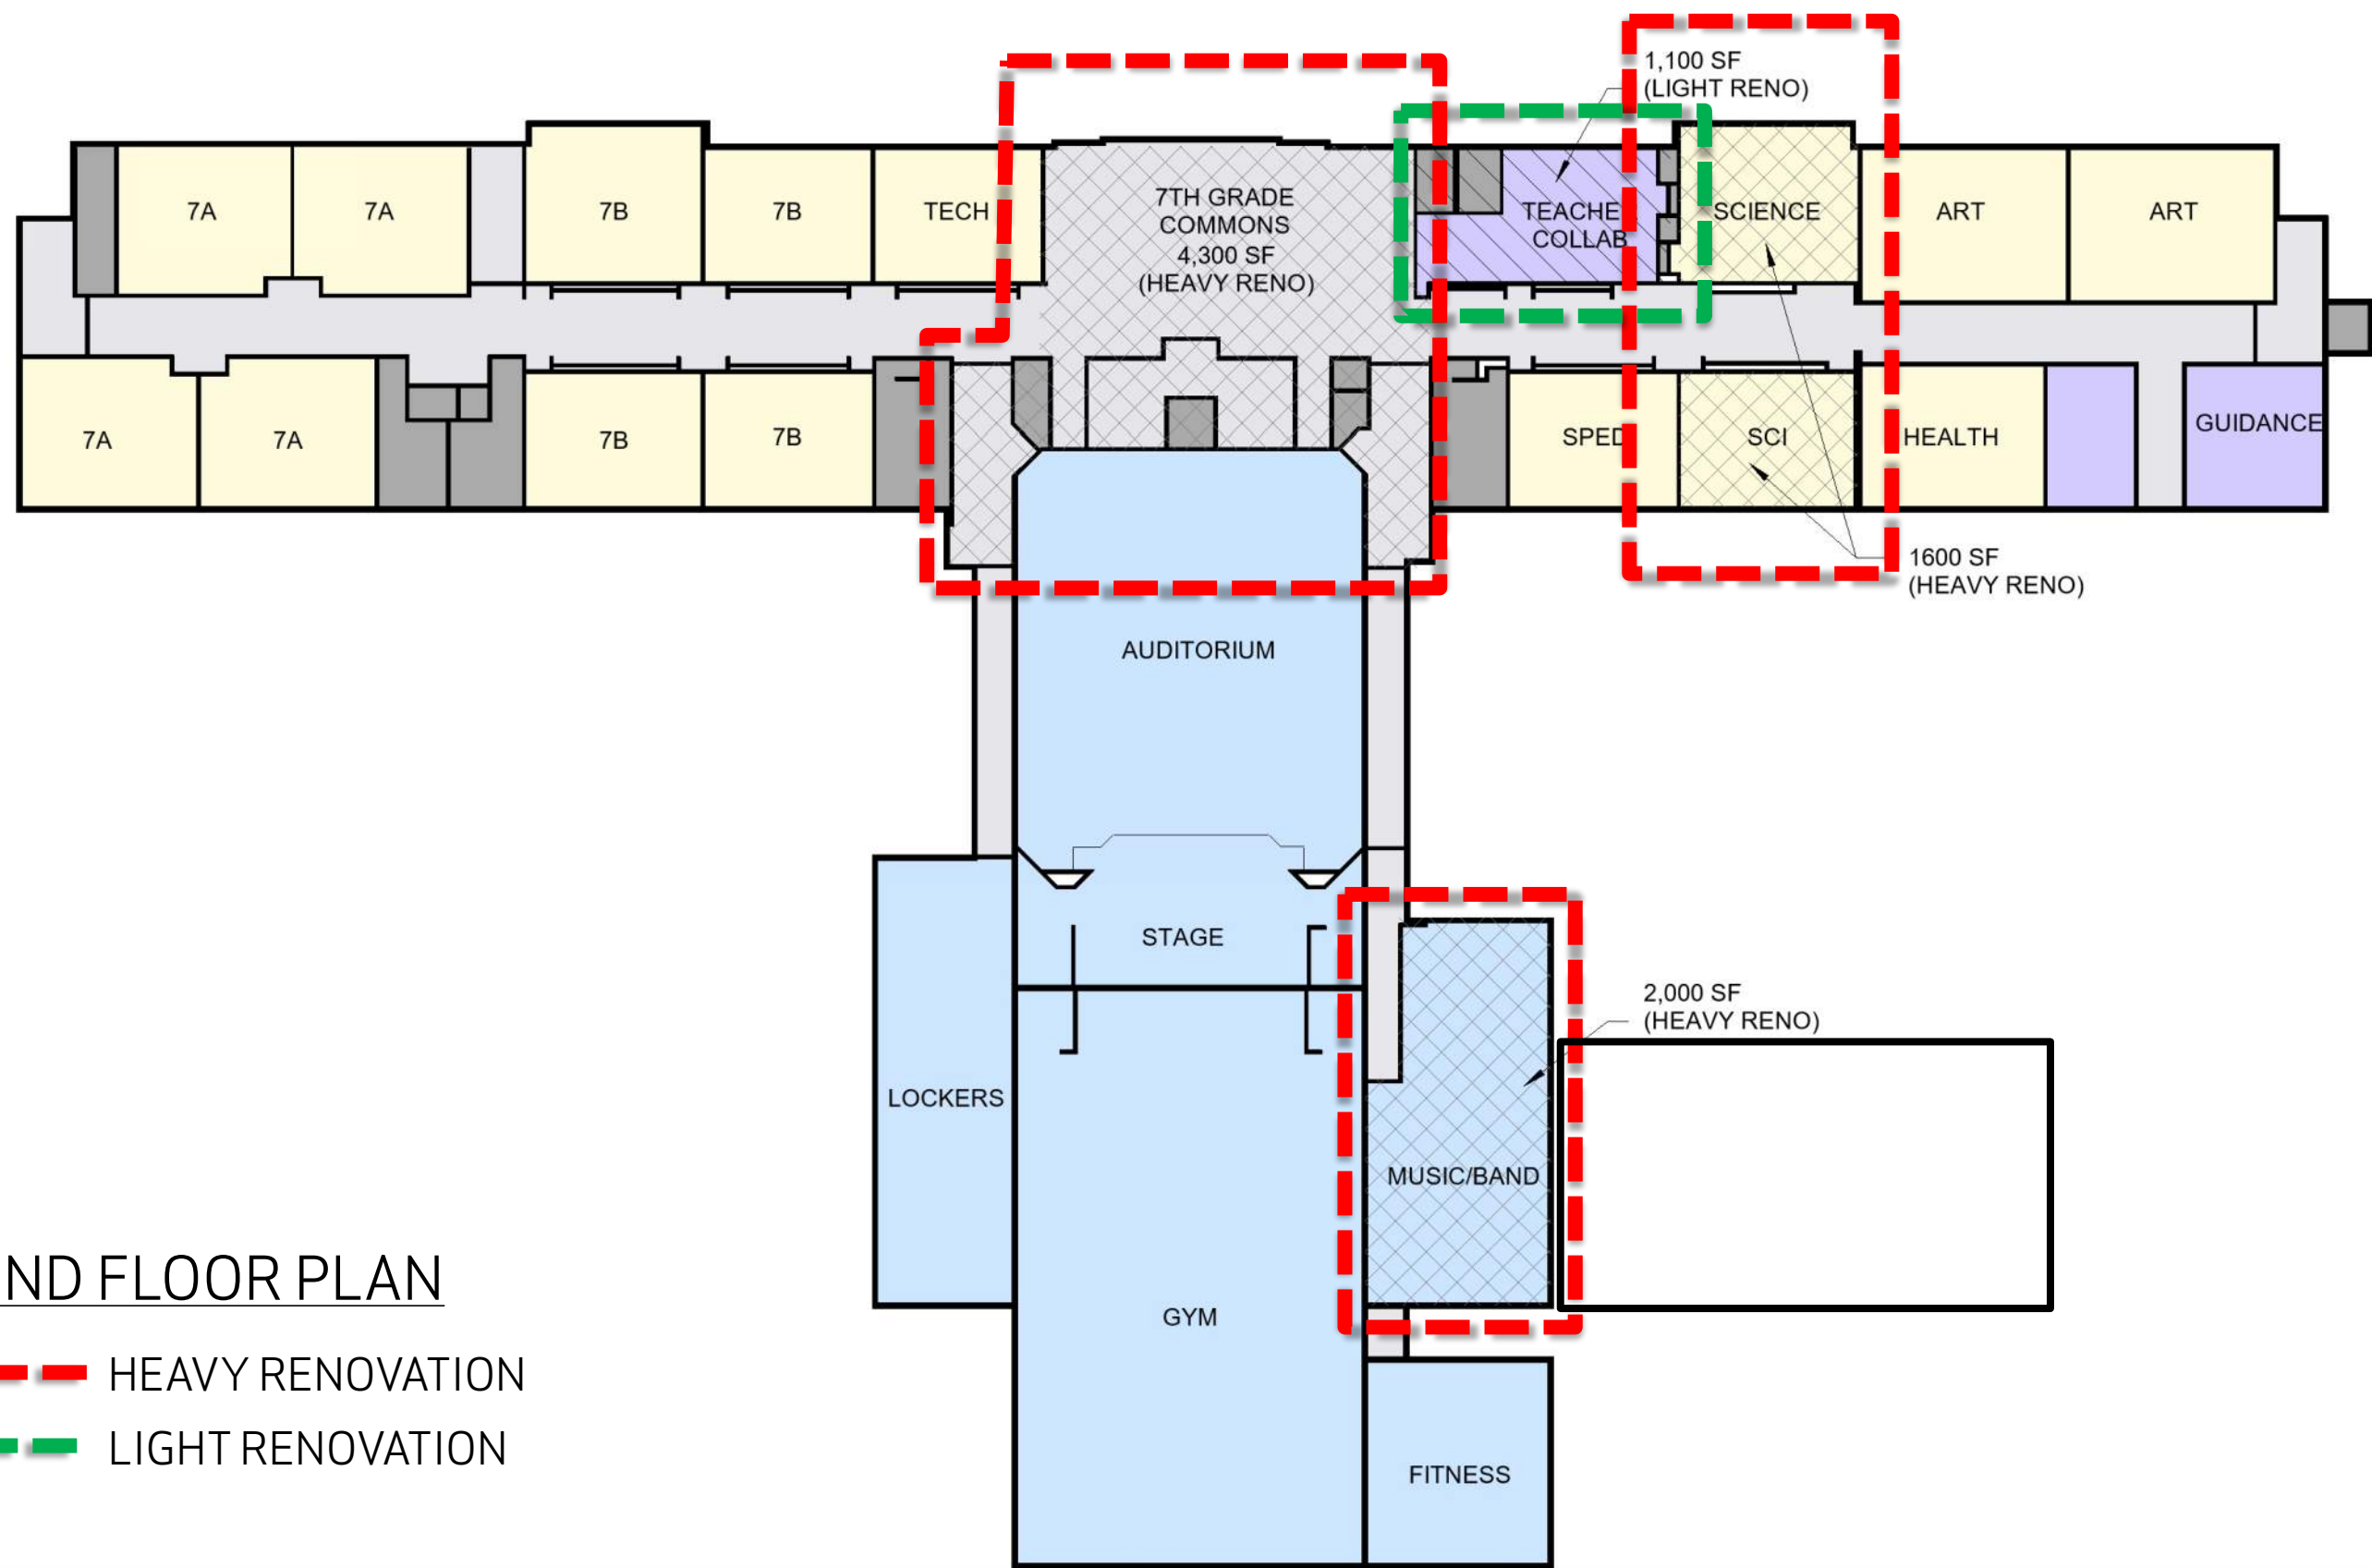 1,100 SF
(LIGHT RENO)
7A
7A
7B
7B
TECH
7TH GRADE
COMMONS
4,300 SF
(HEAVY RENO)
TEACHE
COLLAB
SCIENCE
ART
ART
7A
7A
7B
7B
SPED
SCI
HEALTH
GUIDANCE
1600 SF
(HEAVY RENO)
AUDITORIUM
STAGE
2,000 SF
(HEAVY RENO)
LOCKERS
MUSIC/BAND
GYM
FITNESS
ND FLOOR PLAN
HEAVY RENOVATION
LIGHT RENOVATION